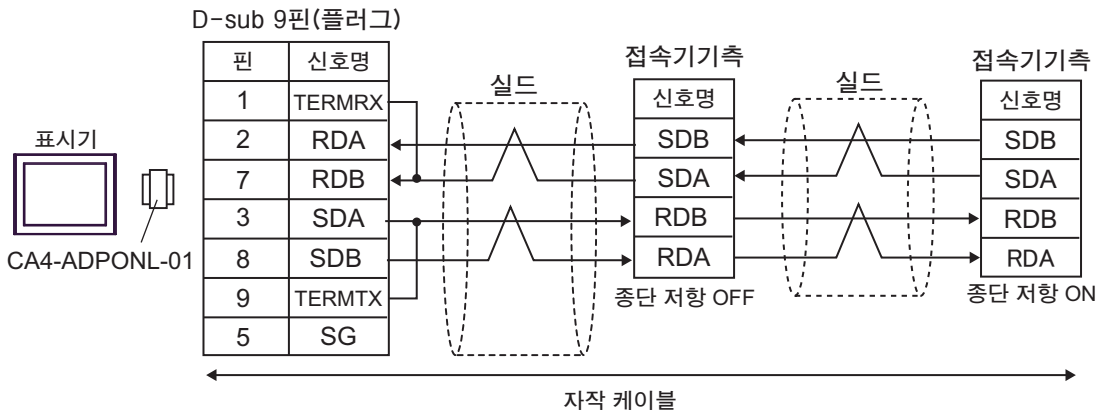 D-sub 9핀(플러그)
핀 신호명
1 TERMRX
2 RDA
7 RDB
3 SDA
8 SDB
9 TERMTX
5 SG
표시기
CA4-ADPONL-01
실드
접속기기측
신호명
SDB
SDA
RDB
RDA
종단 저항 OFF
실드
접속기기측
신호명
SDB
SDA
RDB
RDA
종단 저항 ON
자작 케이블